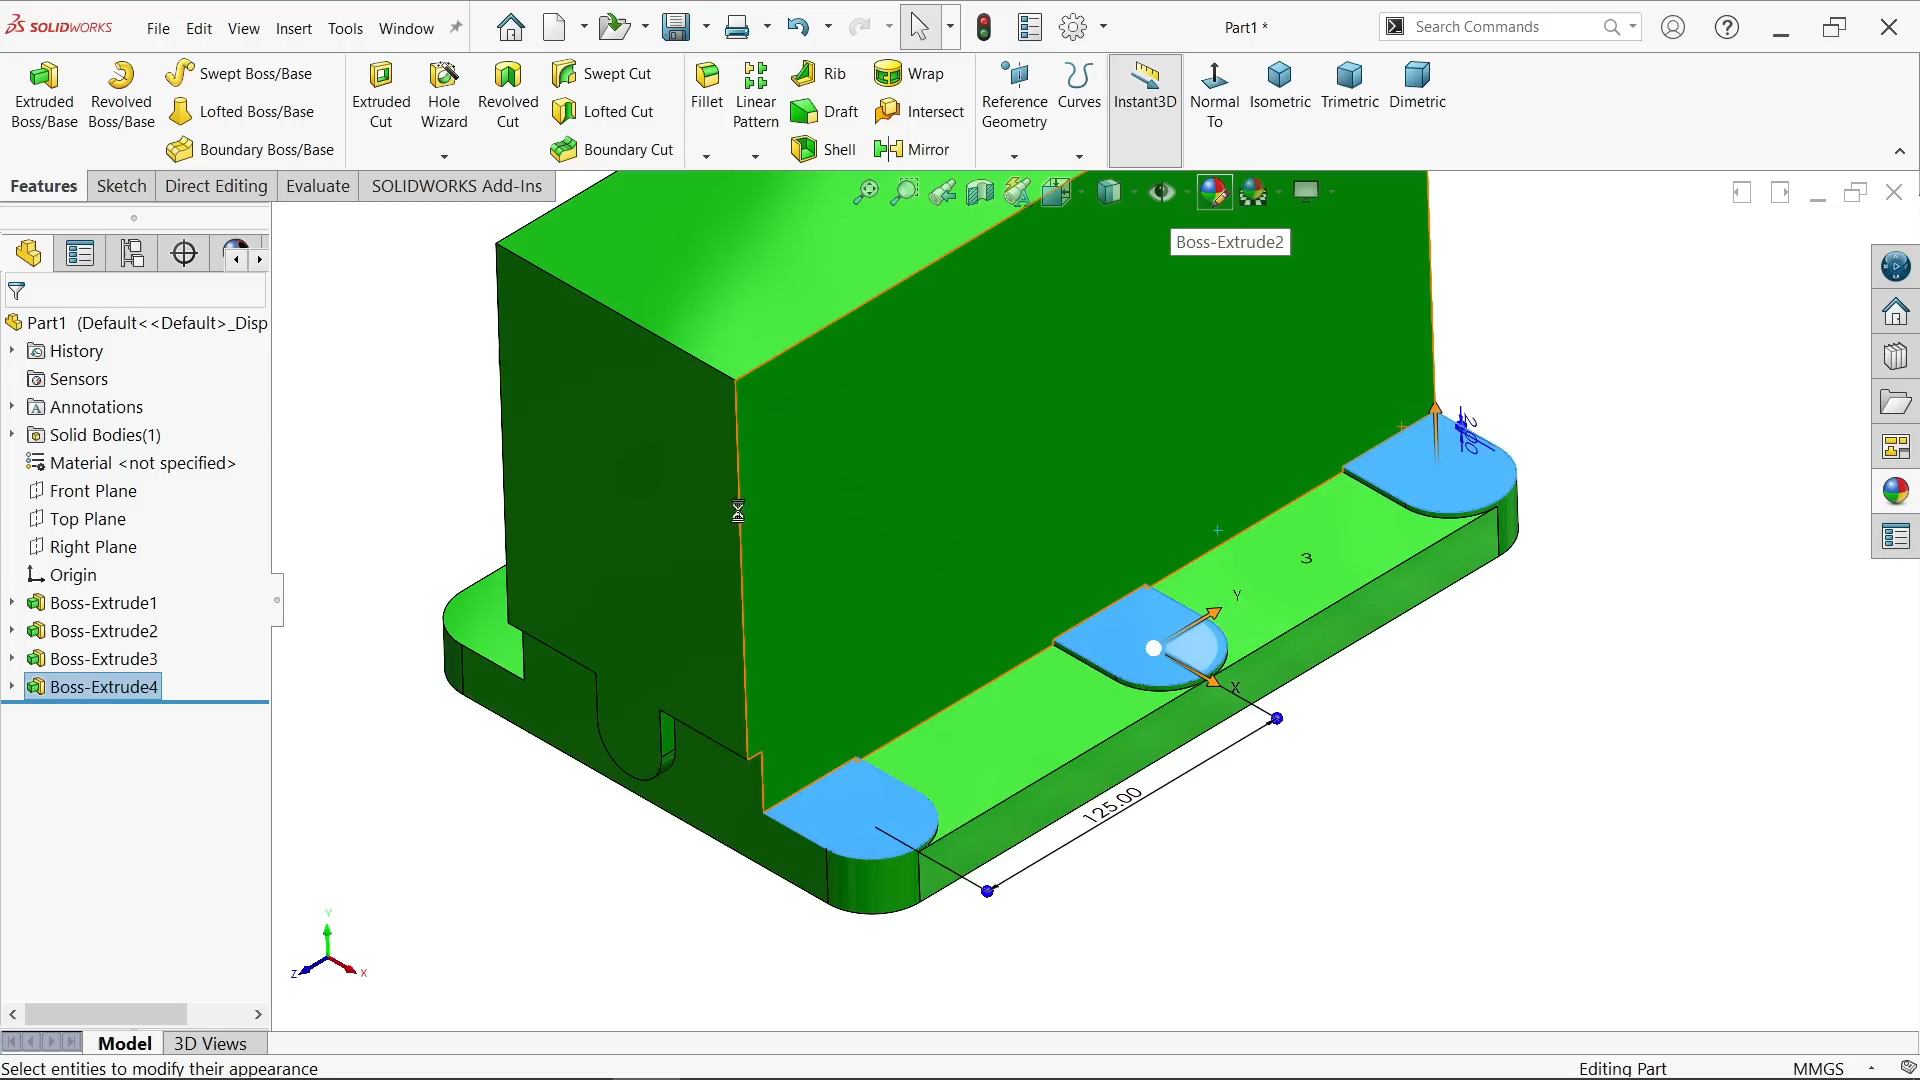 SOLIDWORKS File Edit View Insert Tools Window Part1 * Search Commands
Extruded Boss/Base
Revolved Boss/Base
Swept Boss/Base
Lofted Boss/Base
Boundary Boss/Base
Extruded Cut
Hole Wizard
Revolved Cut
Swept Cut
Lofted Cut
Boundary Cut
Fillet
Linear Pattern
Rib
Draft
Shell
Wrap
Intersect
Mirror
Reference Geometry
Curves
Instant3D
Normal To
Isometric
Trimetric
Dimetric
Features Sketch Direct Editing Evaluate SOLIDWORKS Add-Ins
Boss-Extrude2
Part1 (Default<<Default>_Disp
History
Sensors
Annotations
Solid Bodies(1)
Material <not specified>
Front Plane
Top Plane
Right Plane
Origin
Boss-Extrude1
Boss-Extrude2
Boss-Extrude3
Boss-Extrude4
3
Y
X
125.00
Y
Z X
Model 3D Views
Select entities to modify their appearance Editing Part MMGS